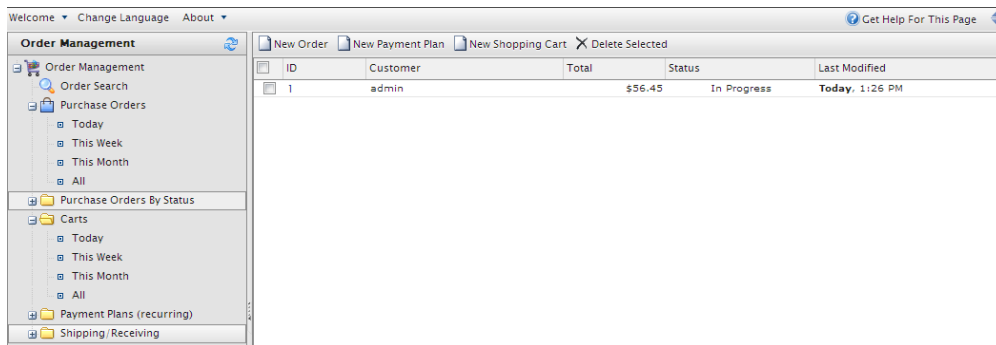 Welcome Change Language About Get Help For This Page
Order Management
New Order New Payment Plan New Shopping Cart Delete Selected
ID Customer Total Status Last Modified
1 admin $56.45 In Progress Today, 1:26 PM
Order Management
Order Search
Purchase Orders
Today
This Week
This Month
All
Purchase Orders By Status
Carts
Today
This Week
This Month
All
Payment Plans (recurring)
Shipping/Receiving